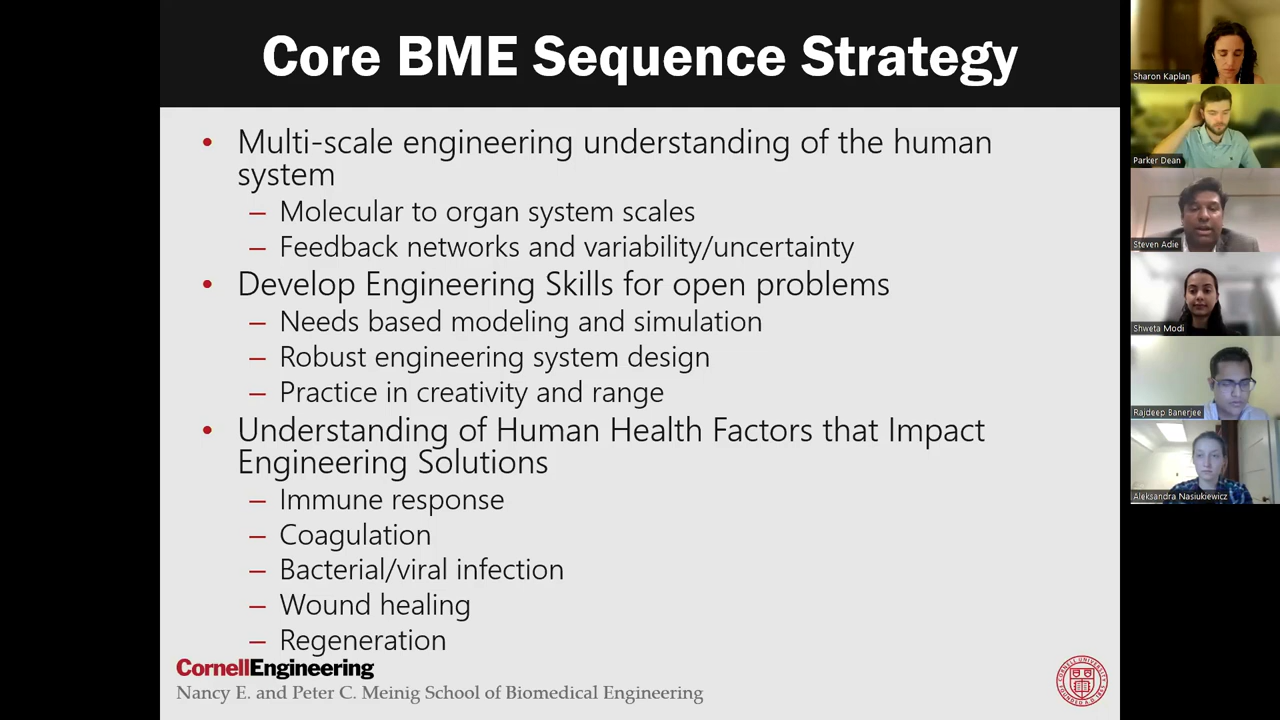 Core BME Sequence Strategy
• Multi-scale engineering understanding of the human
system
– Molecular to organ system scales
– Feedback networks and variability/uncertainty
• Develop Engineering Skills for open problems
– Needs based modeling and simulation
– Robust engineering system design
– Practice in creativity and range
• Understanding of Human Health Factors that Impact
Engineering Solutions
– Immune response
– Coagulation
– Bacterial/viral infection
– Wound healing
– Regeneration
CornellEngineering
Nancy E. and Peter C. Meinig School of Biomedical Engineering
Sharon Kaplan
Parker Dean
Steven Adie
Shweta Modi
Rajdeep Banerjee
Aleksandra Nasiukiewicz